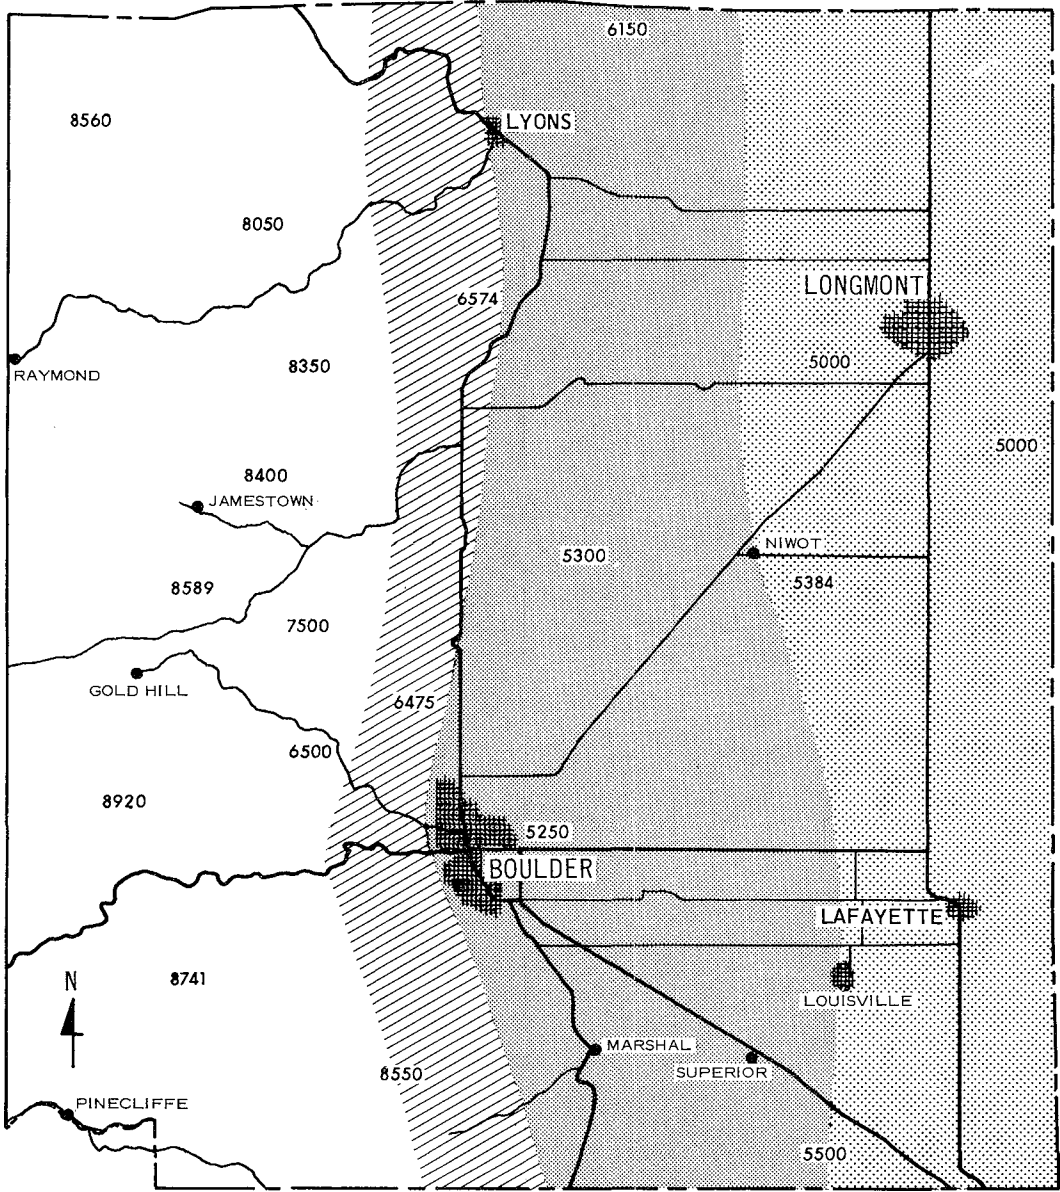 6150
8560
LYONS
8050
LONGMONT
6574
5000
8350
RAYMOND
5000
8400
JAMESTOWN
NIWOT
5300
5384
8589
7500
GOLD HILL
6475
6500
8920
5250
BOULDER
LAFAYETTE
8741
N
LOUISVILLE
MARSHAL
SUPERIOR
8550
PINECLIFFE
5500